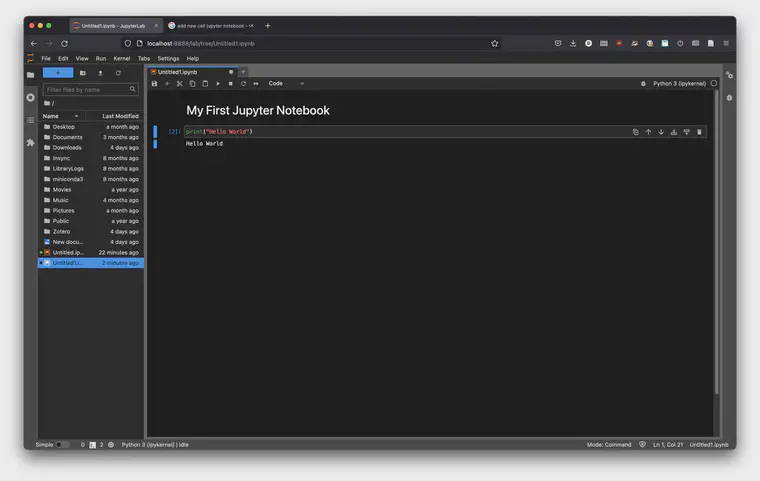 Untitled1.ipynb - JupyterLab
add new cell jupyter notebook -
localhost:8888/lab/tree/Untitled1.ipynb
File Edit View Run Kernel Tabs Settings Help
Untitled1.ipynb
Code
Python 3 (ipykernel)
Filter files by name
/
Name Last Modified
Desktop a month ago
Documents 3 months ago
Downloads 4 days ago
Insync 8 months ago
LibraryLogs 8 months ago
miniconda3 8 months ago
Movies a year ago
Music 4 months ago
Pictures a month ago
Public a year ago
Zotero 4 days ago
New docu... 4 days ago
Untitled.ip... 22 minutes ago
Untitled1.i... 2 minutes ago
My First Jupyter Notebook
[2]: print("Hello World")
Hello World
Simple 0 2 Python 3 (ipykernel) | Idle Mode: Command Ln 1, Col 21 Untitled1.ipynb